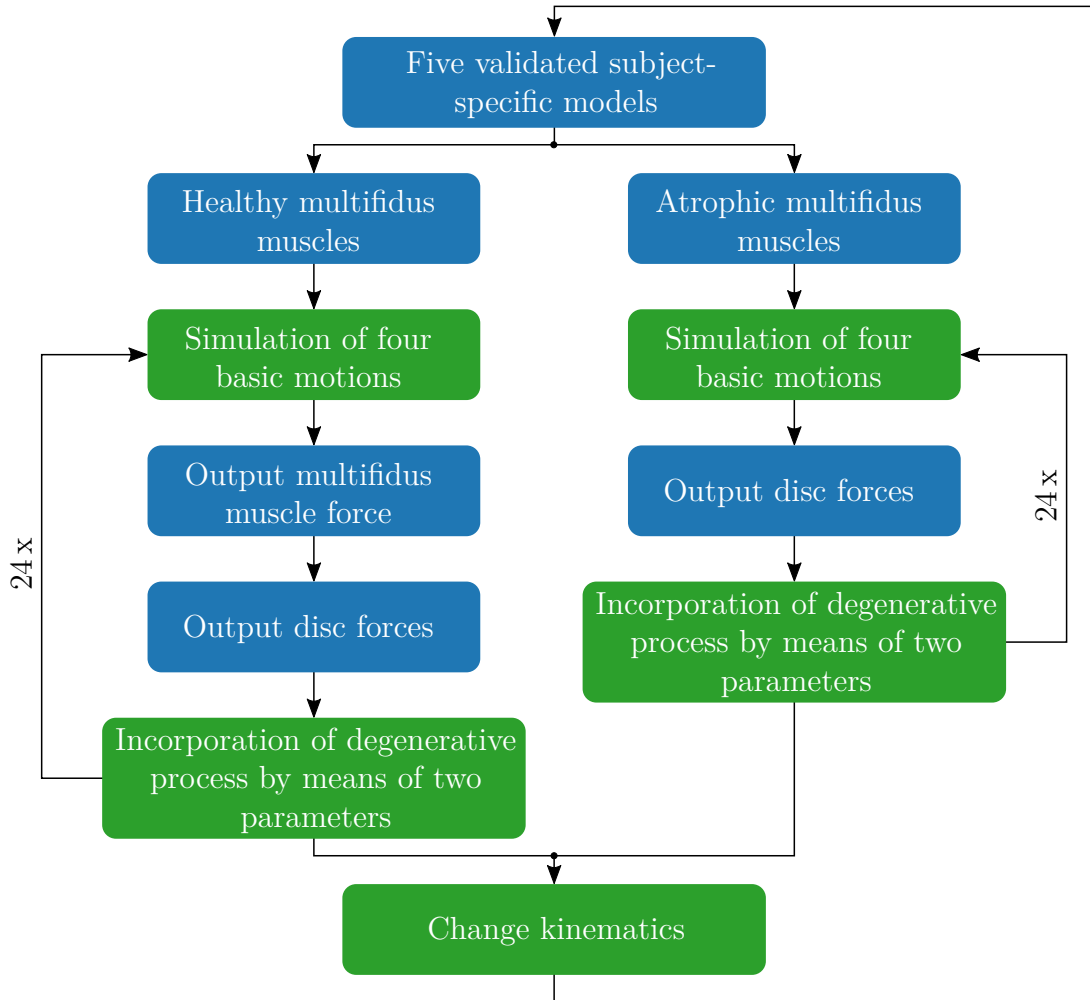 Five validated subject-
specific models
Healthy multifidus
muscles
Atrophic multifidus
muscles
Simulation of four
basic motions
Simulation of four
basic motions
Output multifidus
muscle force
Output disc forces
24 x
24 x
Output disc forces
Incorporation of degenerative
process by means of two
parameters
Incorporation of degenerative
process by means of two
parameters
Change kinematics